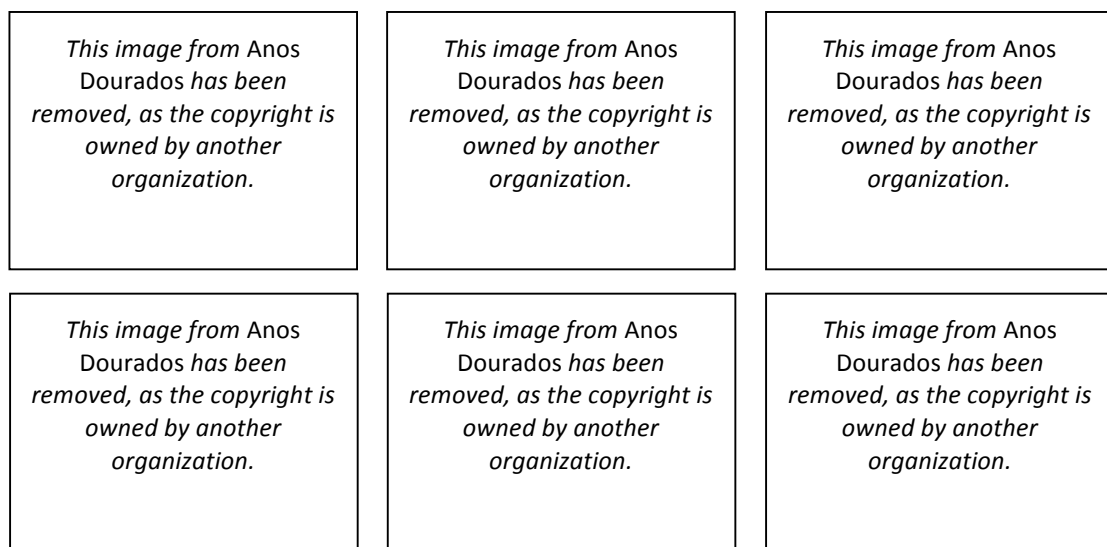 This image from Anos
Dourados has been
removed, as the copyright is
owned by another
organization.
This image from Anos
Dourados has been
removed, as the copyright is
owned by another
organization.
This image from Anos
Dourados has been
removed, as the copyright is
owned by another
organization.
This image from Anos
Dourados has been
removed, as the copyright is
owned by another
organization.
This image from Anos
Dourados has been
removed, as the copyright is
owned by another
organization.
This image from Anos
Dourados has been
removed, as the copyright is
owned by another
organization.